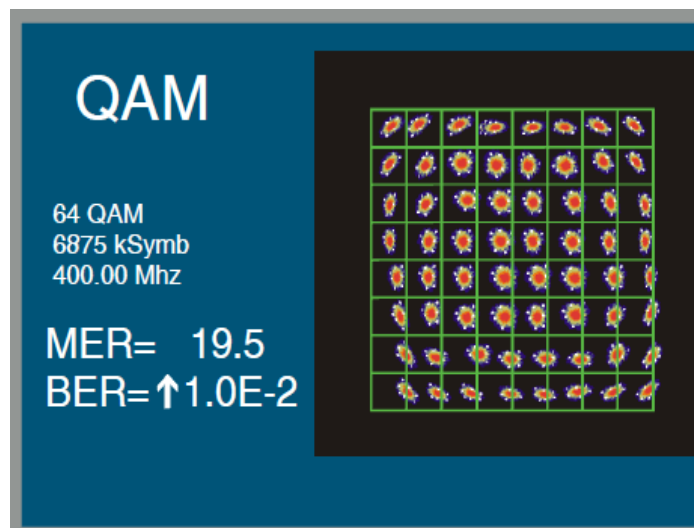 QAM
64 QAM
6875 kSymb
400.00 Mhz
MER= 19.5
BER=↑1.0E-2